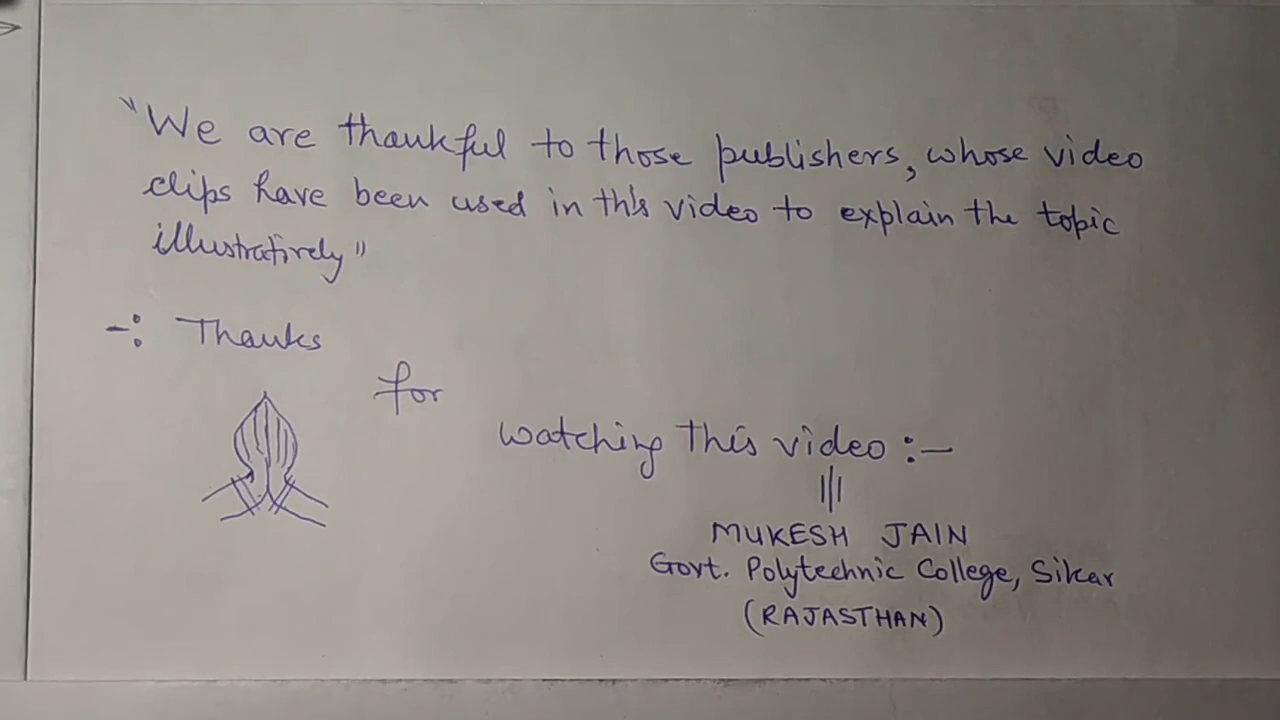 "We are thankful to those publishers, whose video
clips have been used in this video to explain the topic
illustratively"
-: Thanks
for
watching this video :-
MUKESH JAIN
Govt. Polytechnic College, Sikar
(RAJASTHAN)